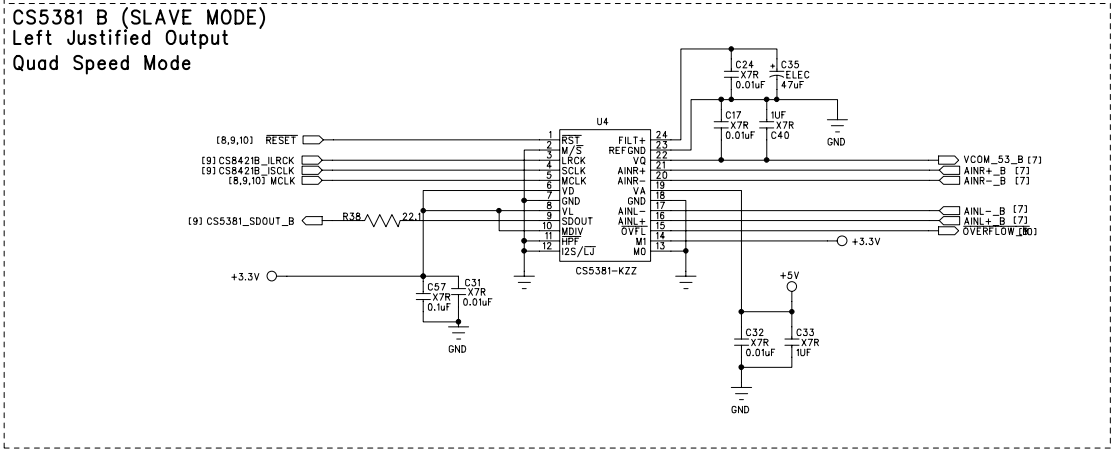 CS5381 B (SLAVE MODE)
Left Justified Output
Quad Speed Mode
C24
X7R
0.01uF
+ C35
ELEC
47uF
C17
X7R
0.01uF
1UF
X7R
C40
GND
U4
[8,9,10] RESET
[9] CS8421B_ILRCK
[9] CS8421B_ISCLK
[8,9,10] MCLK
[9] CS5381_SDOUT_B
R38 22.1
1 RST
2 M/S
3 LRCK
4 SCLK
5 MCLK
6 VD
7 GND
8 VL
9 SDOUT
10 MDIV
11 HPF
12 I2S/LJ
FILT+ 24
REFGND 23
VQ 22
AINR+ 21
AINR- 20
VA 19
GND 18
AINL- 17
AINL+ 16
OVFL 15
M1 14
M0 13
CS5381-KZZ
VCOM_53_B [7]
AINR+_B [7]
AINR-_B [7]
AINL-_B [7]
AINL+_B [7]
OVERFLOW
+3.3V
+3.3V
C57
X7R
0.1uF
C31
X7R
0.01uF
GND
+5V
C32
X7R
0.01uF
C33
X7R
1UF
GND